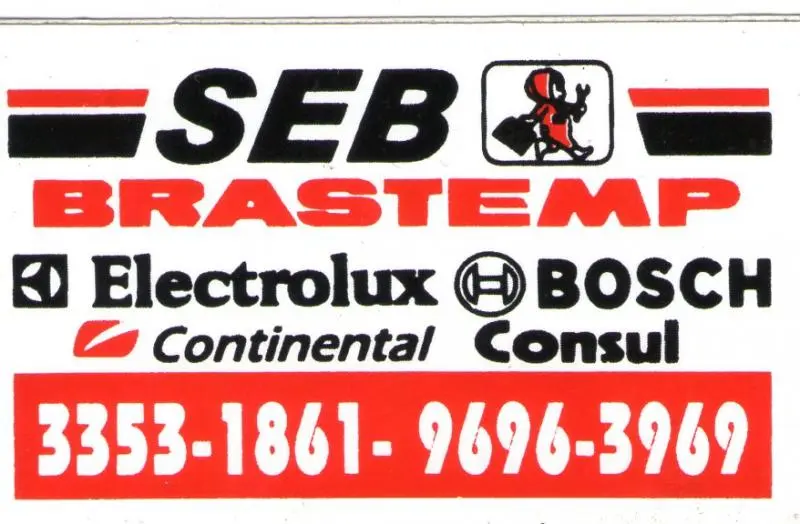 SEB
BRASTEMP
Electrolux BOSCH
Continental Consul
3353-1861- 9696-3969